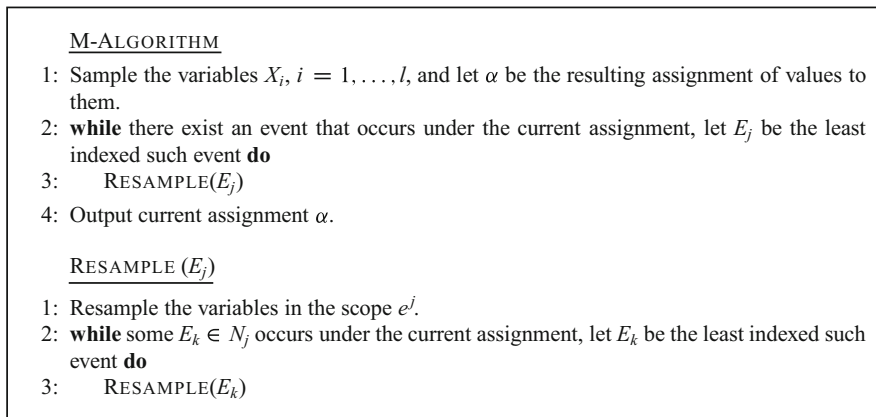 M-ALGORITHM
1: Sample the variables X_i, i = 1, . . . , l, and let α be the resulting assignment of values to
them.
2: while there exist an event that occurs under the current assignment, let E_j be the least
indexed such event do
3: RESAMPLE(E_j)
4: Output current assignment α.
RESAMPLE (E_j)
1: Resample the variables in the scope e^j.
2: while some E_k ∈ N_j occurs under the current assignment, let E_k be the least indexed such
event do
3: RESAMPLE(E_k)